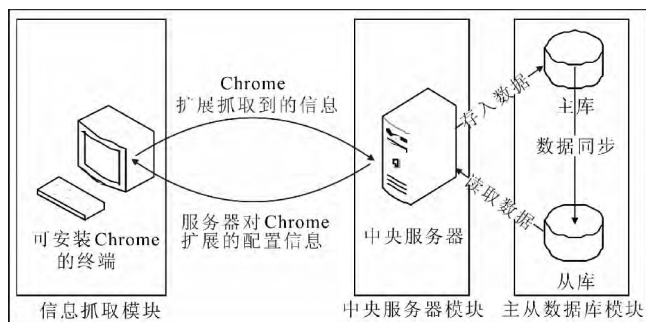 Chrome
扩展抓取到的信息
服务器对Chrome
扩展的配置信息
可安装Chrome
的终端
信息抓取模块
中央服务器
中央服务器模块
存入数据
读取数据
主库
数据同步
从库
主从数据库模块